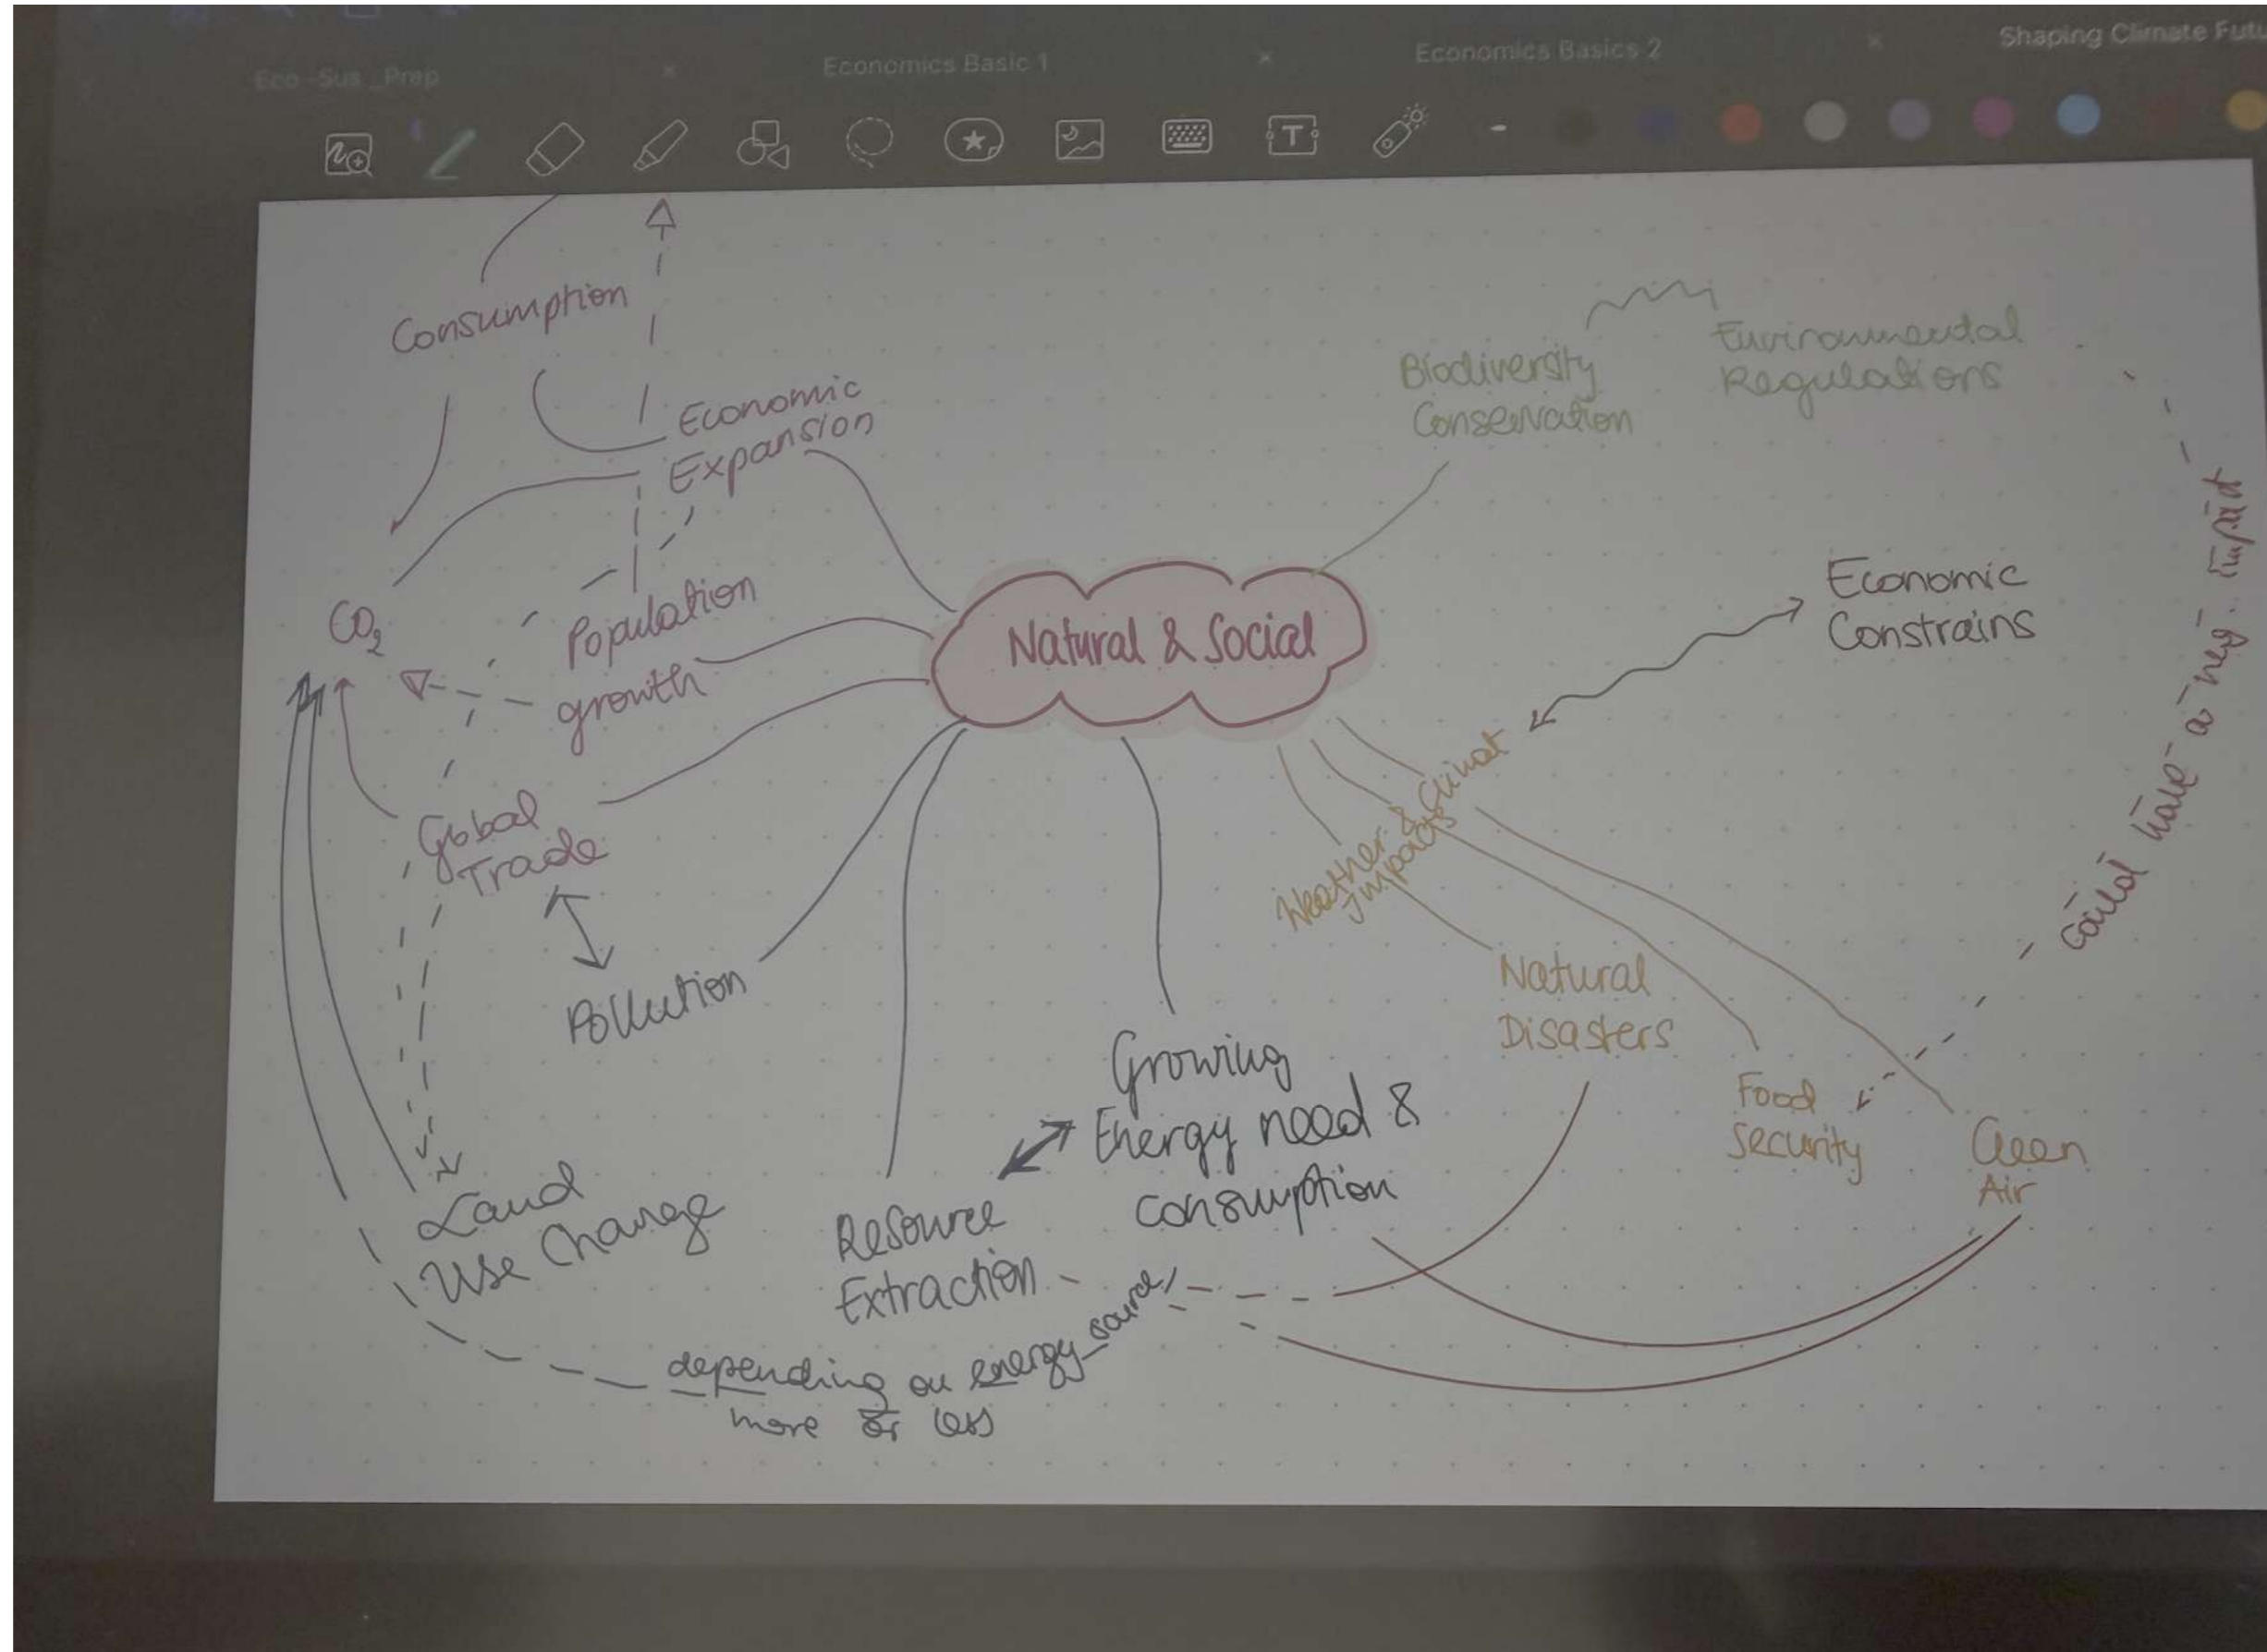 Eco-Sus_Prep
Economics Basic 1
Economics Basics 2
Shaping Climate Futu
T
Consumption
Economic
Expansion
CO₂
Population
growth
Global
Trade
Pollution
Land
Use Change
Natural & Social
Biodiversity
Conservation
Environmental
Regulations
Economic
Constrains
could have a neg. impact
Weather & Climat
Impacts
Natural
Disasters
Food
Security
Clean
Air
Growing
Energy need &
consumption
Resource
Extraction
depending on energy source/
more or less